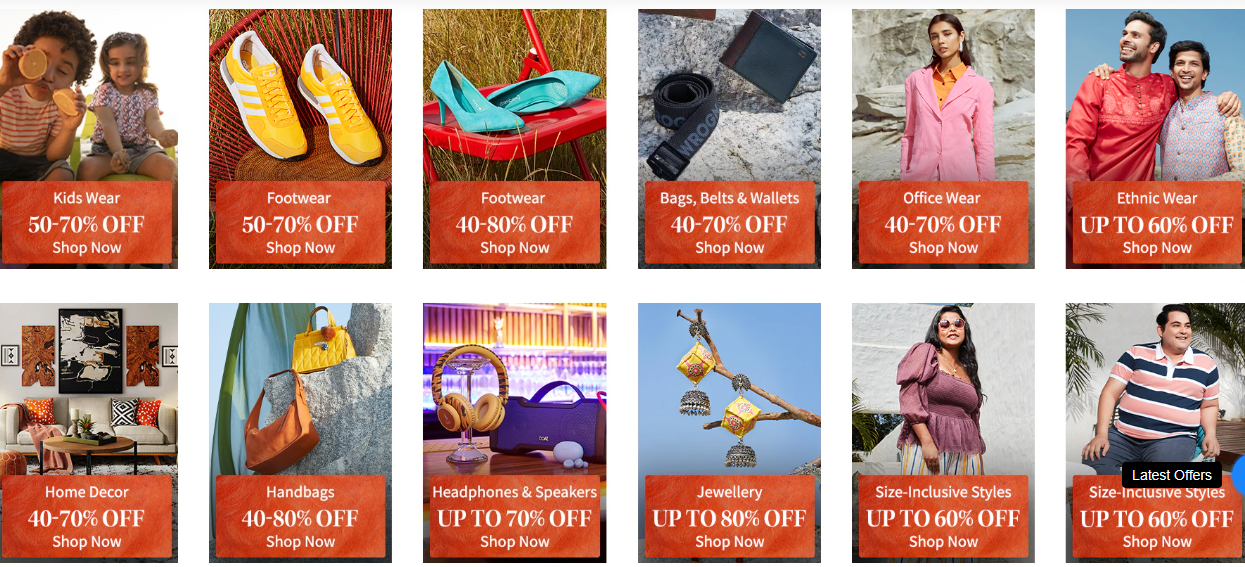 Kids Wear
50-70% OFF
Shop Now
Footwear
50-70% OFF
Shop Now
Footwear
40-80% OFF
Shop Now
WROGN
Bags, Belts & Wallets
40-70% OFF
Shop Now
Office Wear
40-70% OFF
Shop Now
Ethnic Wear
UP TO 60% OFF
Shop Now
Home Decor
40-70% OFF
Shop Now
Handbags
40-80% OFF
Shop Now
boAt
Headphones & Speakers
UP TO 70% OFF
Shop Now
Jewellery
UP TO 80% OFF
Shop Now
Size-Inclusive Styles
UP TO 60% OFF
Shop Now
Latest Offers
Size-Inclusive Styles
UP TO 60% OFF
Shop Now